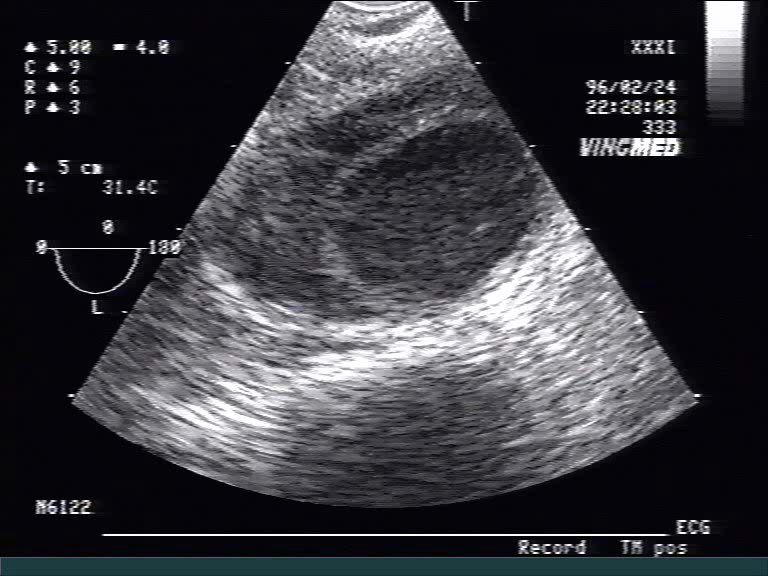 5.00 4.0
C 9
R 6
P 3
5 cm
T: 31.4C
0
0 180
L
T
XXXI
96/02/24
22:28:03
333
VINGMED
M6122
ECG
Record TM pos